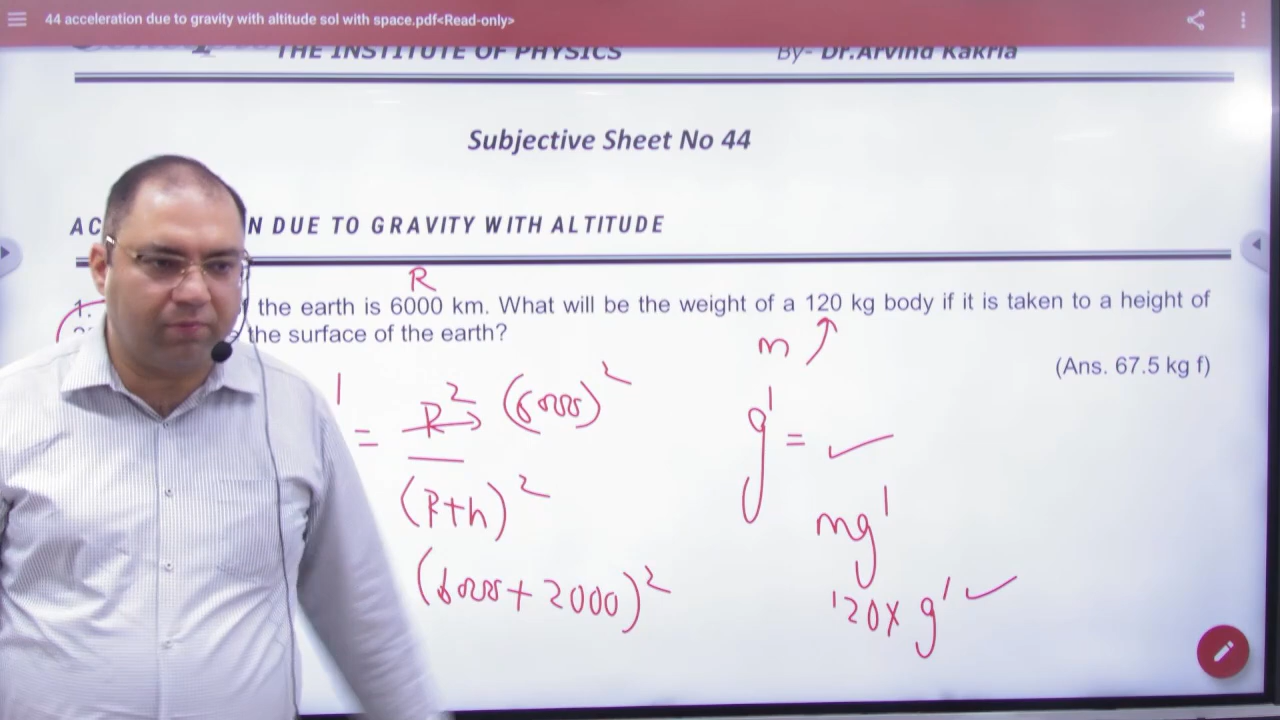 44 acceleration due to gravity with altitude sol with space.pdf<Read-only>
THE INSTITUTE OF PHYSICS By- Dr.Arvind Kakria
Subjective Sheet No 44
AC N DUE TO GRAVITY WITH ALTITUDE
R
1. the earth is 6000 km. What will be the weight of a 120 kg body if it is taken to a height of
the surface of the earth?
m
(Ans. 67.5 kg f)
' = R² (6000)²
(R+h)²
(6000+2000)²
g' =
mg'
120x g'